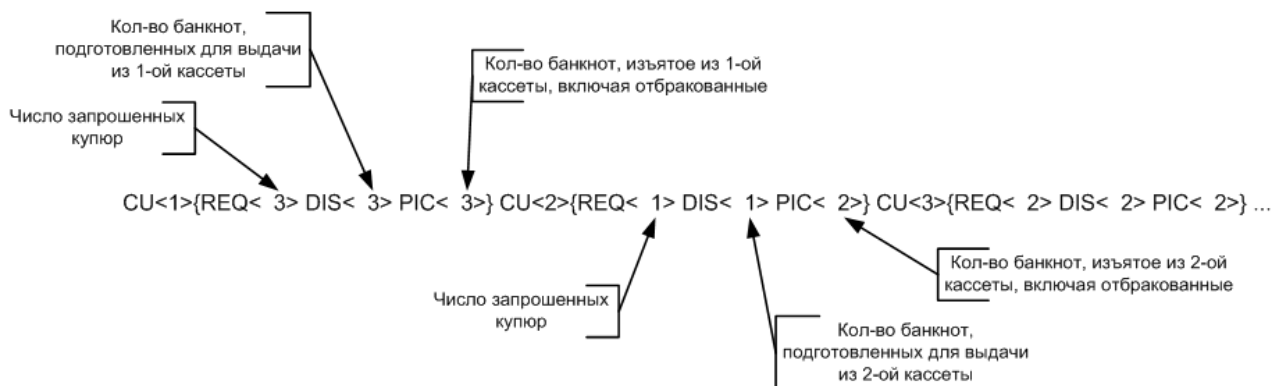 Кол-во банкнот,
подготовленных для выдачи
из 1-ой кассеты
Кол-во банкнот, изъятое из 1-ой
кассеты, включая отбракованные
Число запрошенных
купюр
CU<1>{REQ< 3> DIS< 3> PIC< 3>} CU<2>{REQ< 1> DIS< 1> PIC< 2>} CU<3>{REQ< 2> DIS< 2> PIC< 2>} ...
Кол-во банкнот, изъятое из 2-ой
кассеты, включая отбракованные
Число запрошенных
купюр
Кол-во банкнот,
подготовленных для выдачи
из 2-ой кассеты